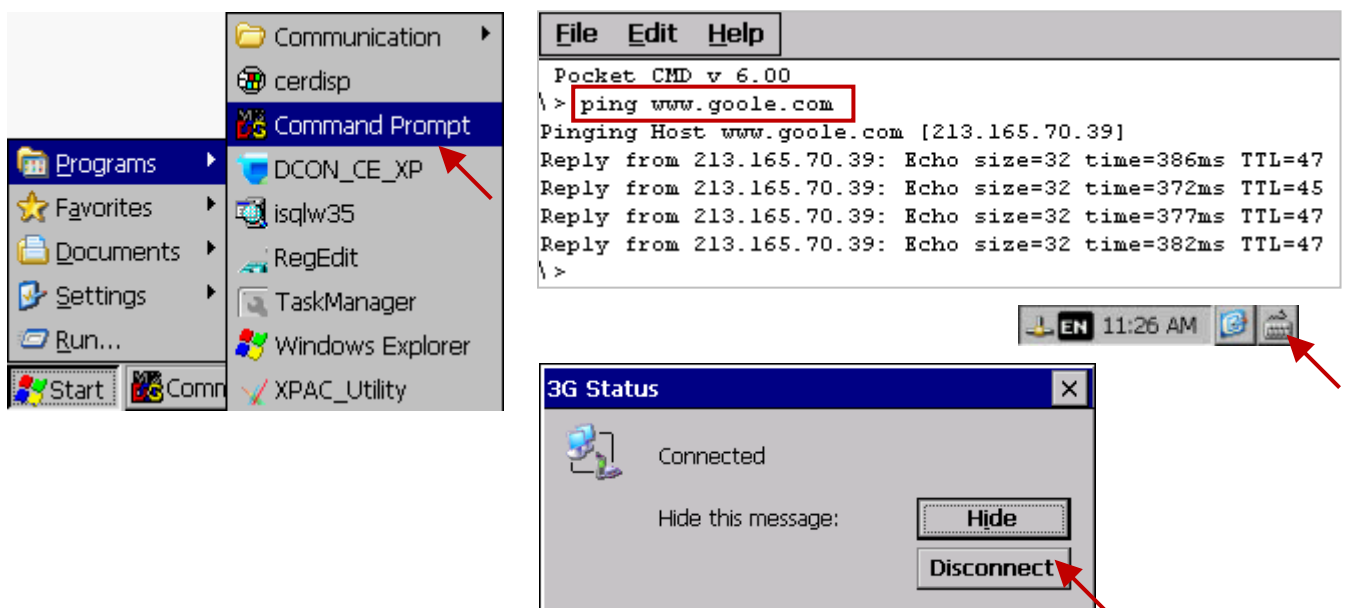 Communication
cerdisp
Command Prompt
DCON_CE_XP
isqlw35
RegEdit
TaskManager
Windows Explorer
XPAC_Utility
Programs
Favorites
Documents
Settings
Run...
Start Comn
File Edit Help
Pocket CMD v 6.00
\> ping www.goole.com
Pinging Host www.goole.com [213.165.70.39]
Reply from 213.165.70.39: Echo size=32 time=386ms TTL=47
Reply from 213.165.70.39: Echo size=32 time=372ms TTL=45
Reply from 213.165.70.39: Echo size=32 time=377ms TTL=47
Reply from 213.165.70.39: Echo size=32 time=382ms TTL=47
\>
EN 11:26 AM
3G Status
Connected
Hide this message: Hide
Disconnect